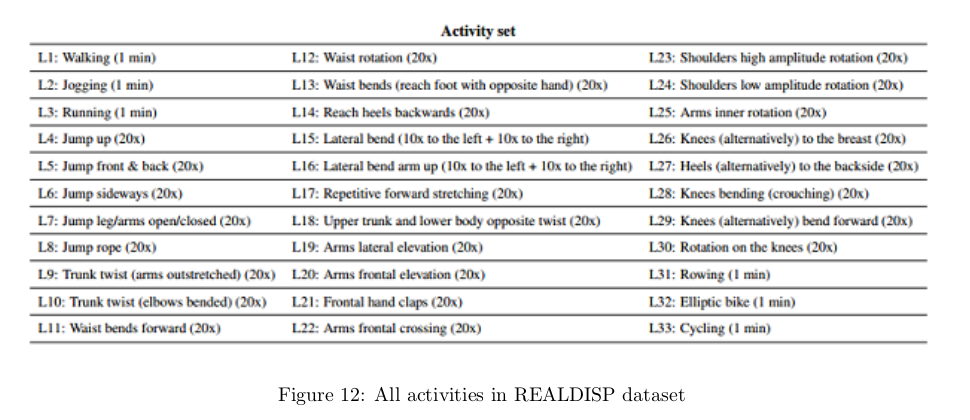 Activity set
L1: Walking (1 min) L12: Waist rotation (20x) L23: Shoulders high amplitude rotation (20x)
L2: Jogging (1 min) L13: Waist bends (reach foot with opposite hand) (20x) L24: Shoulders low amplitude rotation (20x)
L3: Running (1 min) L14: Reach heels backwards (20x) L25: Arms inner rotation (20x)
L4: Jump up (20x) L15: Lateral bend (10x to the left + 10x to the right) L26: Knees (alternatively) to the breast (20x)
L5: Jump front & back (20x) L16: Lateral bend arm up (10x to the left + 10x to the right) L27: Heels (alternatively) to the backside (20x)
L6: Jump sideways (20x) L17: Repetitive forward stretching (20x) L28: Knees bending (crouching) (20x)
L7: Jump leg/arms open/closed (20x) L18: Upper trunk and lower body opposite twist (20x) L29: Knees (alternatively) bend forward (20x)
L8: Jump rope (20x) L19: Arms lateral elevation (20x) L30: Rotation on the knees (20x)
L9: Trunk twist (arms outstretched) (20x) L20: Arms frontal elevation (20x) L31: Rowing (1 min)
L10: Trunk twist (elbows bended) (20x) L21: Frontal hand claps (20x) L32: Elliptic bike (1 min)
L11: Waist bends forward (20x) L22: Arms frontal crossing (20x) L33: Cycling (1 min)
Figure 12: All activities in REALDISP dataset